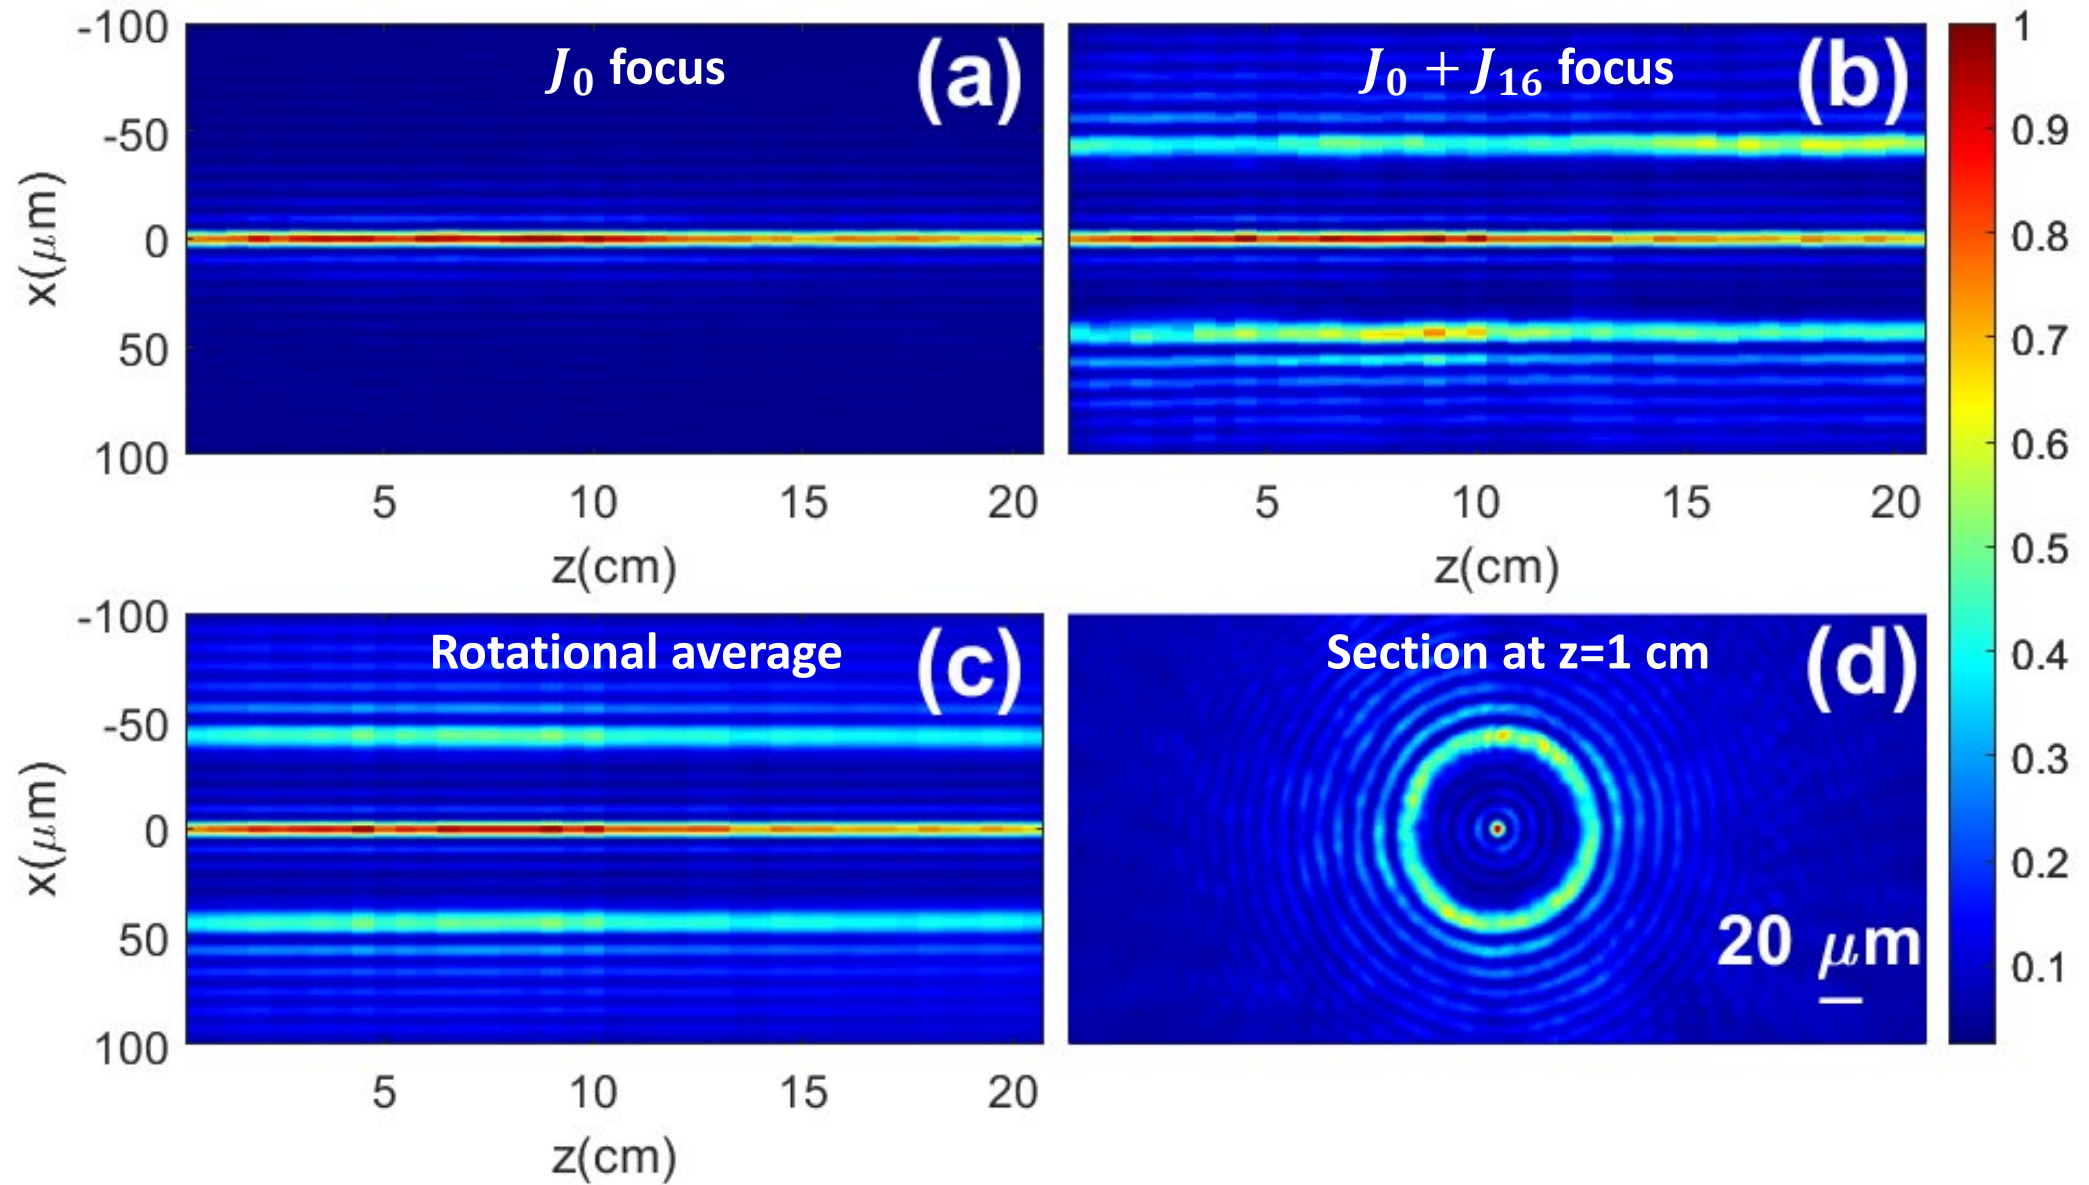 -100
-50
0
50
100
x(μm)
J₀ focus
(a)
5 10 15 20
z(cm)
J₀ + J₁₆ focus
(b)
5 10 15 20
z(cm)
1
0.9
0.8
0.7
0.6
0.5
0.4
0.3
0.2
0.1
-100
-50
0
50
100
x(μm)
Rotational average
(c)
5 10 15 20
z(cm)
Section at z=1 cm
(d)
20 μm